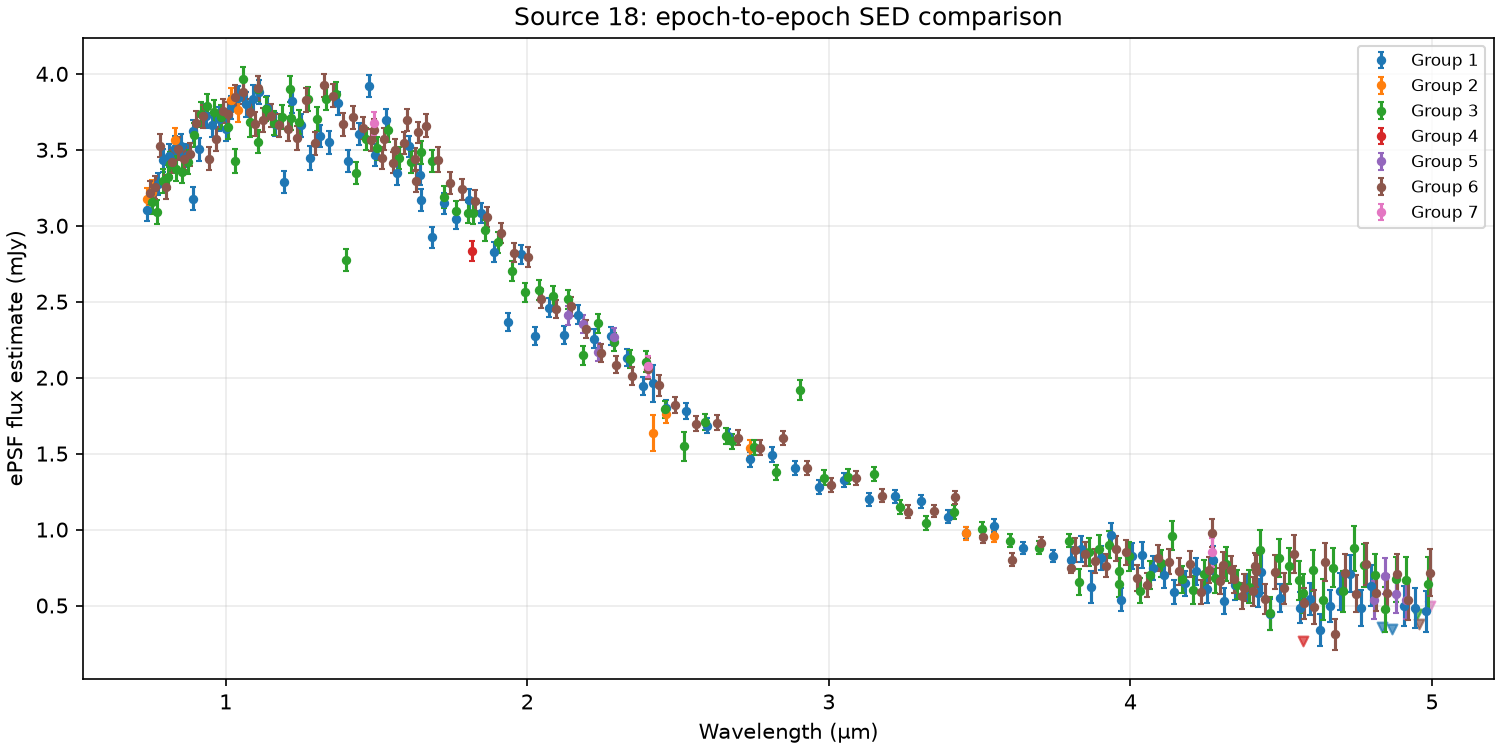 Source 18: epoch-to-epoch SED comparison
ePSF flux estimate (mJy)
4.0
3.5
3.0
2.5
2.0
1.5
1.0
0.5
Group 1
Group 2
Group 3
Group 4
Group 5
Group 6
Group 7
1
2
3
4
5
Wavelength (µm)